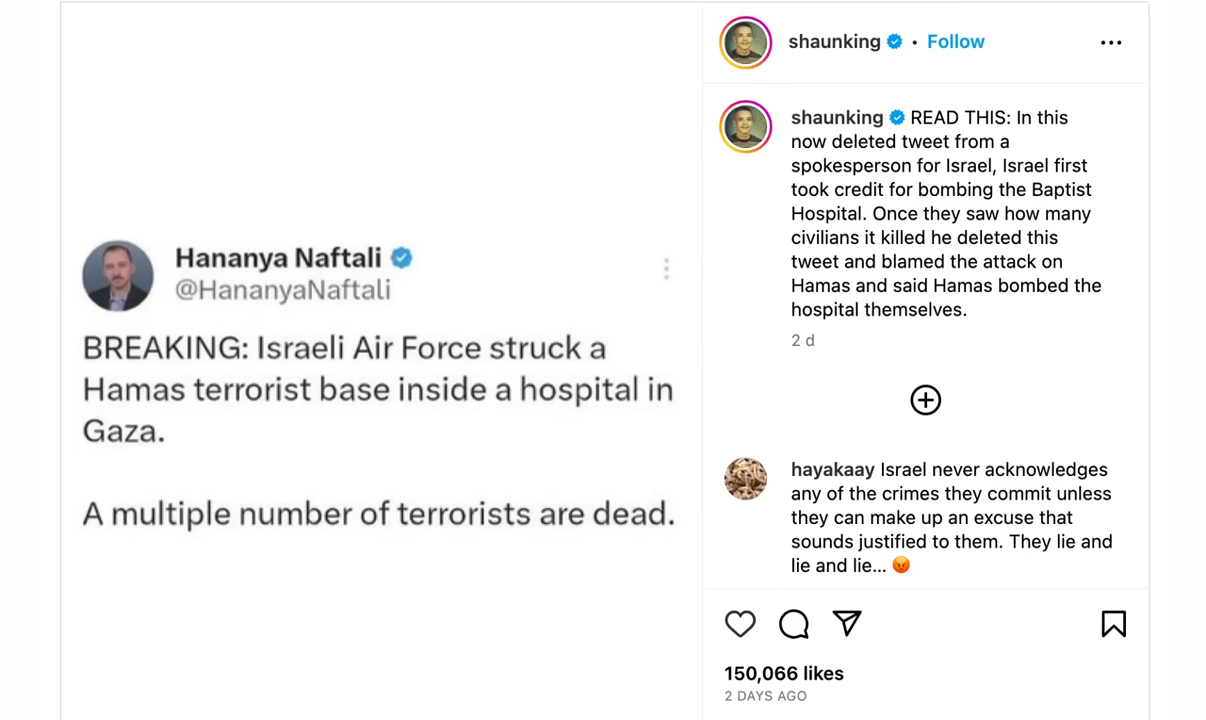 Hananya Naftali
@HananyaNaftali
BREAKING: Israeli Air Force struck a
Hamas terrorist base inside a hospital in
Gaza.
A multiple number of terrorists are dead.
shaunking • Follow
shaunking READ THIS: In this
now deleted tweet from a
spokesperson for Israel, Israel first
took credit for bombing the Baptist
Hospital. Once they saw how many
civilians it killed he deleted this
tweet and blamed the attack on
Hamas and said Hamas bombed the
hospital themselves.
2 d
hayakaay Israel never acknowledges
any of the crimes they commit unless
they can make up an excuse that
sounds justified to them. They lie and
lie and lie... 😡
150,066 likes
2 DAYS AGO